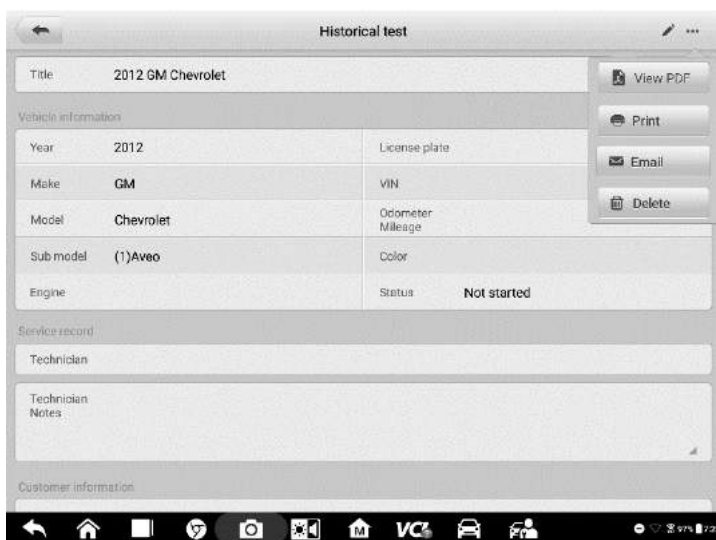 Historical test
Title 2012 GM Chevrolet
View PDF
Print
Email
Delete
Vehicle information
Year 2012 License plate
Make GM VIN
Model Chevrolet Odometer
Mileage
Sub model (1)Aveo Color
Engine Status Not started
Service record
Technician
Technician
Notes
Customer information
M VCI 97%